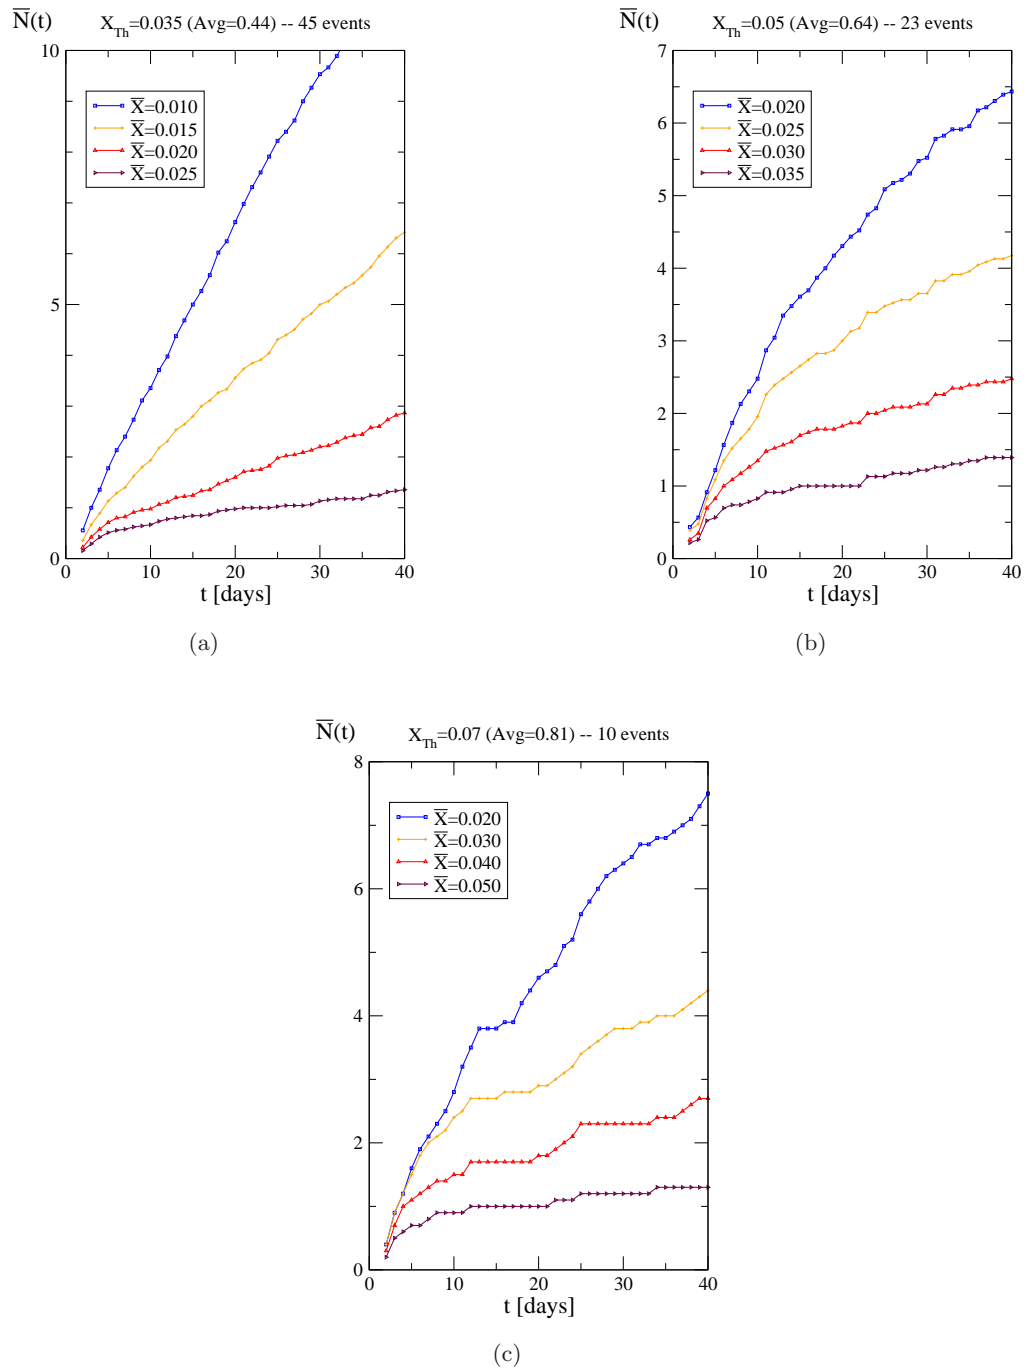 N̅(t)
X_Th=0.035 (Avg=0.44) -- 45 events
10
5
0
X̅=0.010
X̅=0.015
X̅=0.020
X̅=0.025
0 10 20 30 40
t [days]
(a)
N̅(t)
X_Th=0.05 (Avg=0.64) -- 23 events
7
6
5
4
3
2
1
0
X̅=0.020
X̅=0.025
X̅=0.030
X̅=0.035
0 10 20 30 40
t [days]
(b)
N̅(t)
X_Th=0.07 (Avg=0.81) -- 10 events
8
6
4
2
0
X̅=0.020
X̅=0.030
X̅=0.040
X̅=0.050
0 10 20 30 40
t [days]
(c)